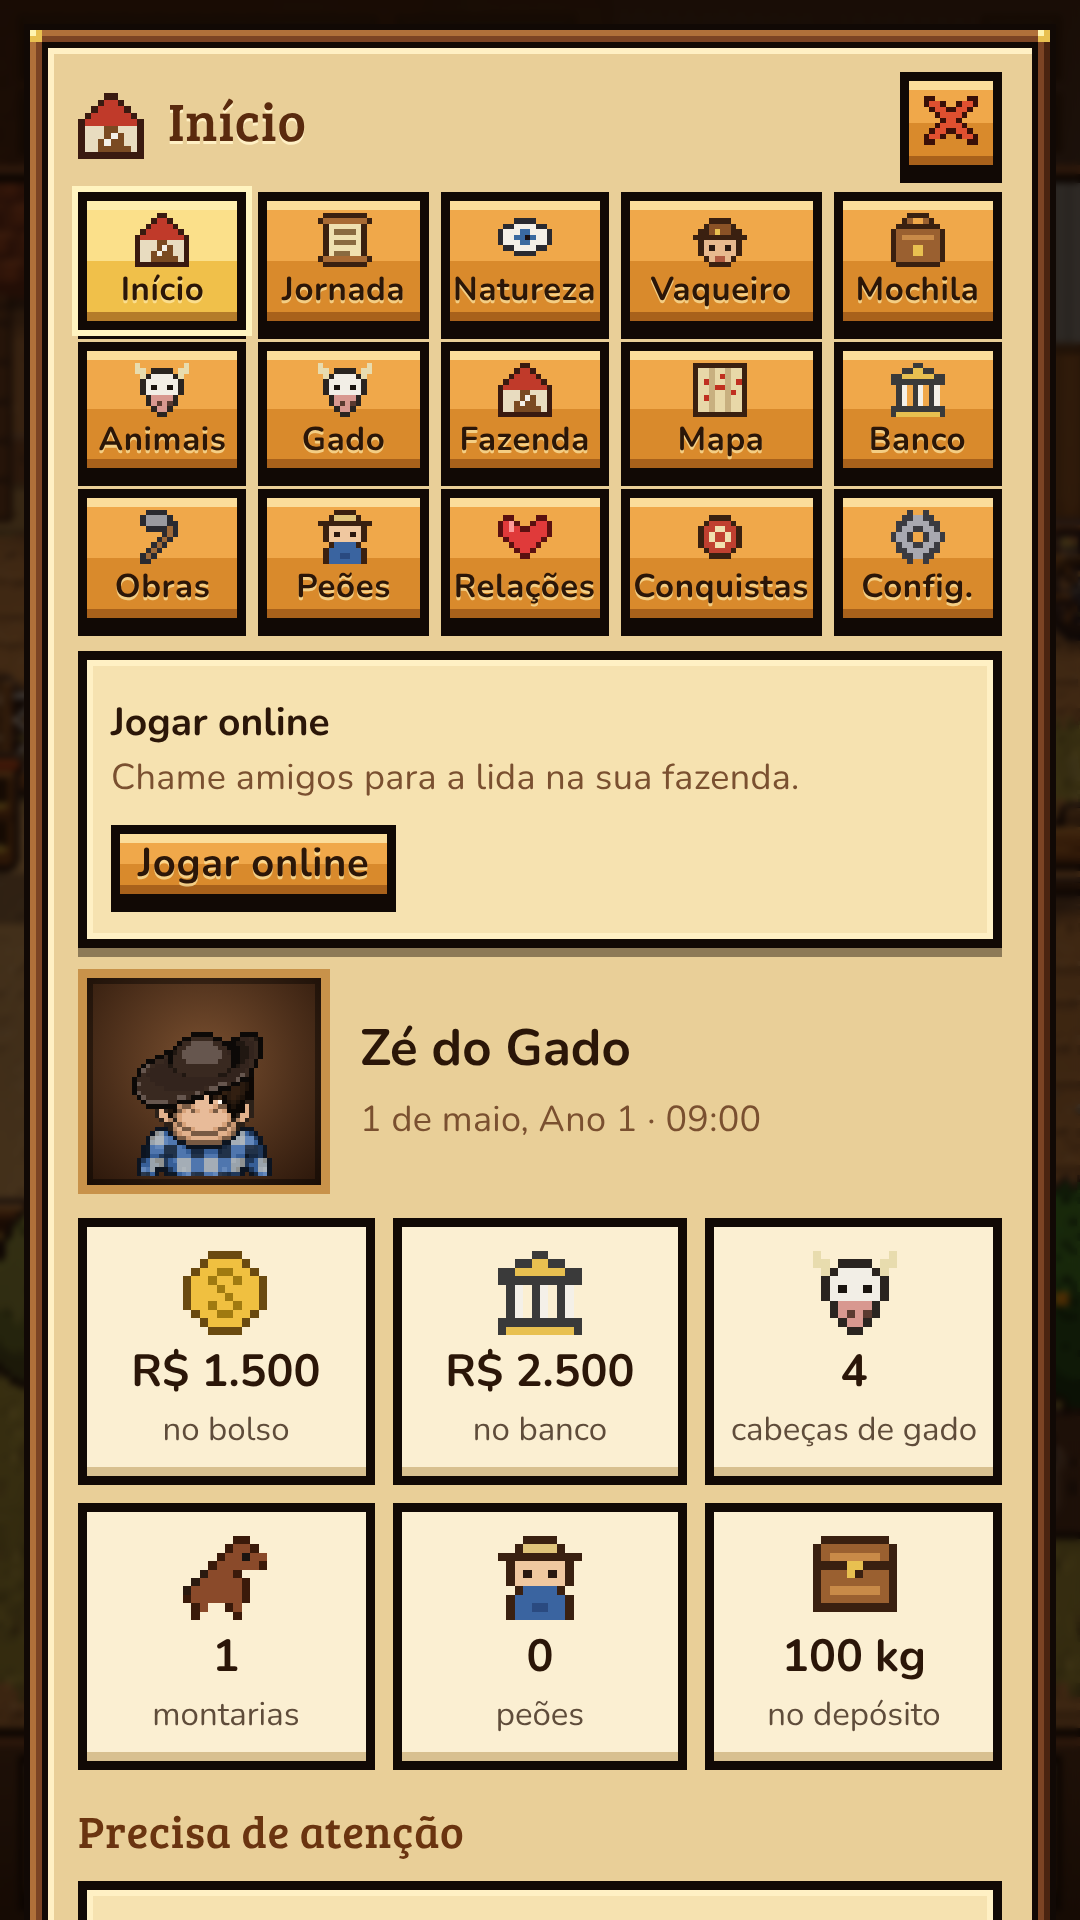 Início
Início Jornada Natureza Vaqueiro Mochila
Animais Gado Fazenda Mapa Banco
Obras Peões Relações Conquistas Config.
Jogar online
Chame amigos para a lida na sua fazenda.
Jogar online
Zé do Gado
1 de maio, Ano 1 · 09:00
R$ 1.500 R$ 2.500 4
no bolso no banco cabeças de gado
1 0 100 kg
montarias peões no depósito
Precisa de atenção